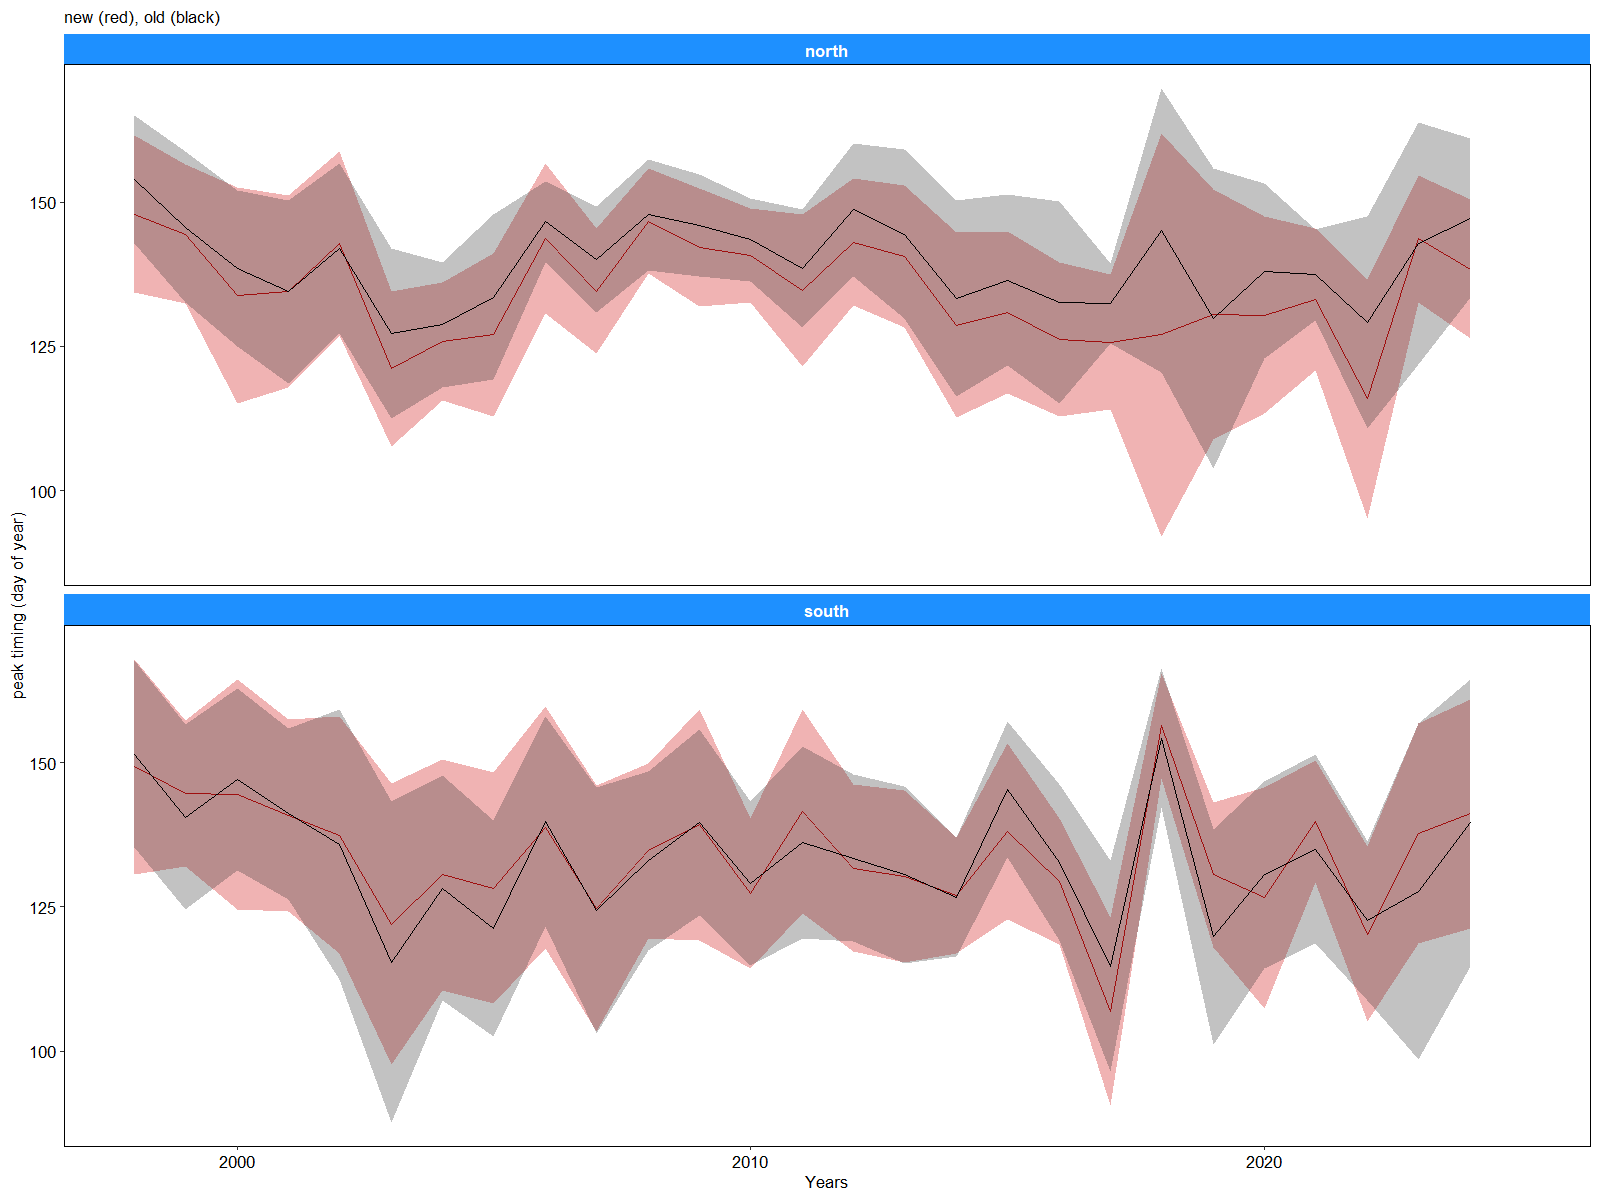 new (red), old (black)
north
150
125
100
peak timing (day of year)
south
150
125
100
2000 2010 2020
Years